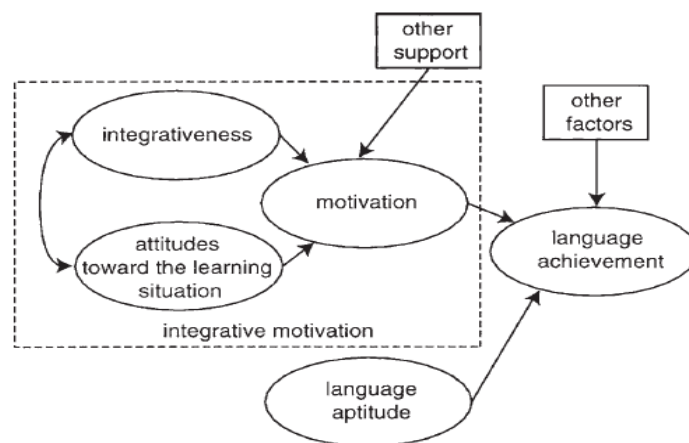 other
support
other
factors
integrativeness
motivation
attitudes
toward the learning
situation
language
achievement
integrative motivation
language
aptitude